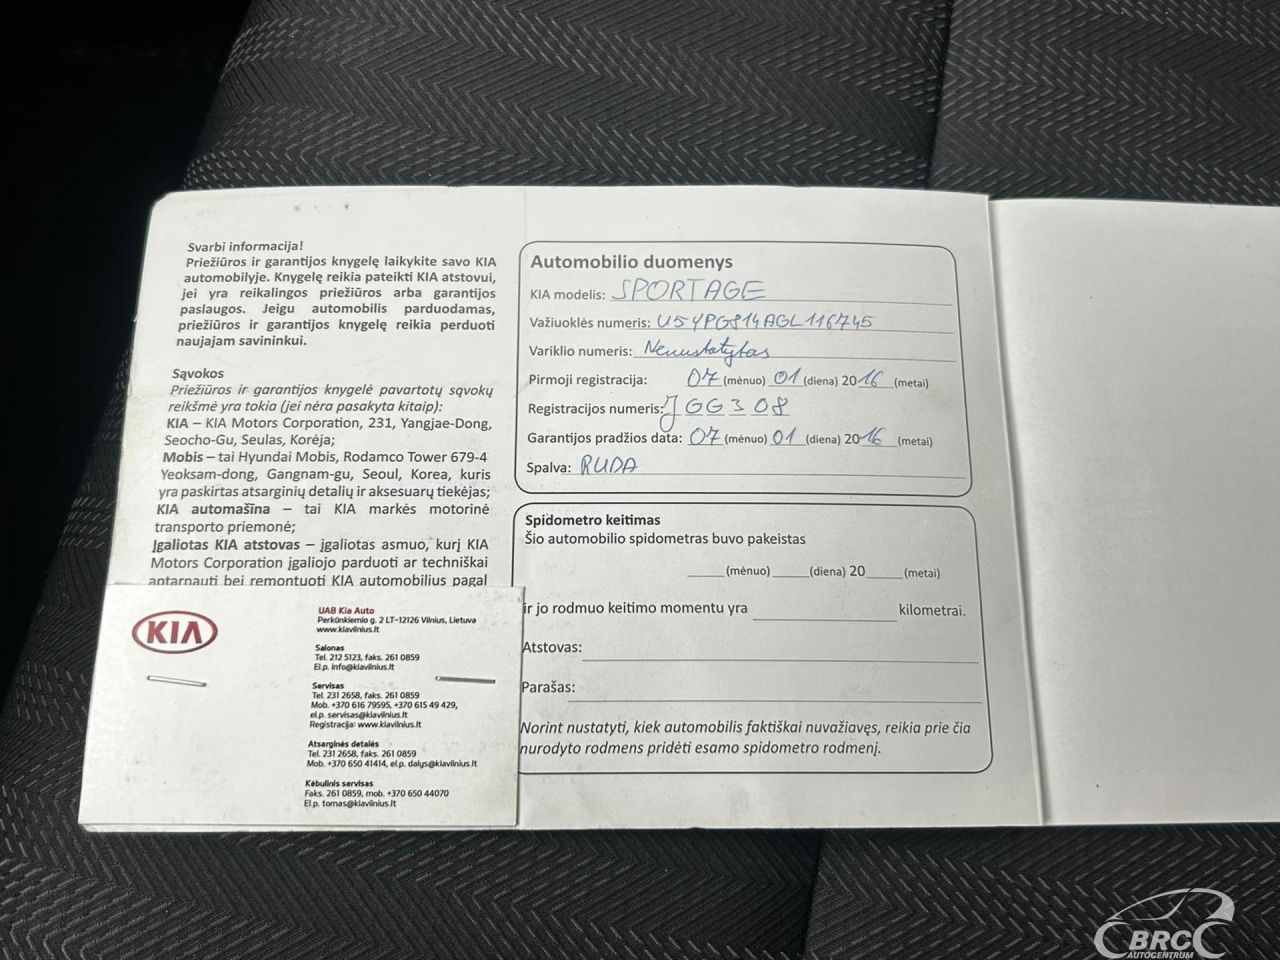 Svarbi informacija!
Priežiūros ir garantijos knygelę laikykite savo KIA
automobilyje. Knygelę reikia pateikti KIA atstovui,
jei yra reikalingos priežiūros arba garantijos
paslaugos. Jeigu automobilis parduodamas,
priežiūros ir garantijos knygelę reikia perduoti
naujajam savininkui.
Sąvokos
Priežiūros ir garantijos knygelė pavartotų sąvokų
reikšmė yra tokia (jei nėra pasakyta kitaip):
KIA – KIA Motors Corporation, 231, Yangjae-Dong,
Seocho-Gu, Seulas, Korėja;
Mobis – tai Hyundai Mobis, Rodamco Tower 679-4
Yeoksam-dong, Gangnam-gu, Seoul, Korea, kuris
yra paskirtas atsarginių detalių ir aksesuarų tiekėjas;
KIA automašina – tai KIA markės motorinė
transporto priemonė;
Įgaliotas KIA atstovas – įgaliotas asmuo, kurį KIA
Motors Corporation įgaliojo parduoti ar techniškai
aptarnauti bei remontuoti KIA automobilius pagal
KIA
UAB Kia Auto
Perkūnkiemio g. 2 LT-12126 Vilnius, Lietuva
www.kiavilnius.lt
Salonas
Tel. 212 5123, faks. 261 0859
El.p. info@kiavilnius.lt
Servisas
Tel. 231 2658, faks. 261 0859
Mob. +370 616 79595, +370 615 49 429,
el.p. servisas@kiavilnius.lt
Registracija: www.kiavilnius.lt
Atsarginės detalės
Tel. 231 2658, faks. 261 0859
Mob. +370 650 41414, el.p. dalys@kiavilnius.lt
Kėbulinis servisas
Faks. 261 0859, mob. +370 650 44070
El.p. tomas@kiavilnius.lt
Automobilio duomenys
KIA modelis: SPORTAGE
Važiuoklės numeris: U5YPG814AGL116745
Variklio numeris: Nenustatytas
Pirmoji registracija: 07 (mėnuo) 01 (diena) 2016 (metai)
Registracijos numeris: JGG308
Garantijos pradžios data: 07 (mėnuo) 01 (diena) 2016 (metai)
Spalva: RUDA
Spidometro keitimas
Šio automobilio spidometras buvo pakeistas
____(mėnuo)____(diena) 20____(metai)
ir jo rodmuo keitimo momentu yra ____ kilometrai.
Atstovas:
Parašas:
Norint nustatyti, kiek automobilis faktiškai nuvažiavęs, reikia prie čia
nurodyto rodmens pridėti esamo spidometro rodmenį.
BRC
AUTOCENTRUM